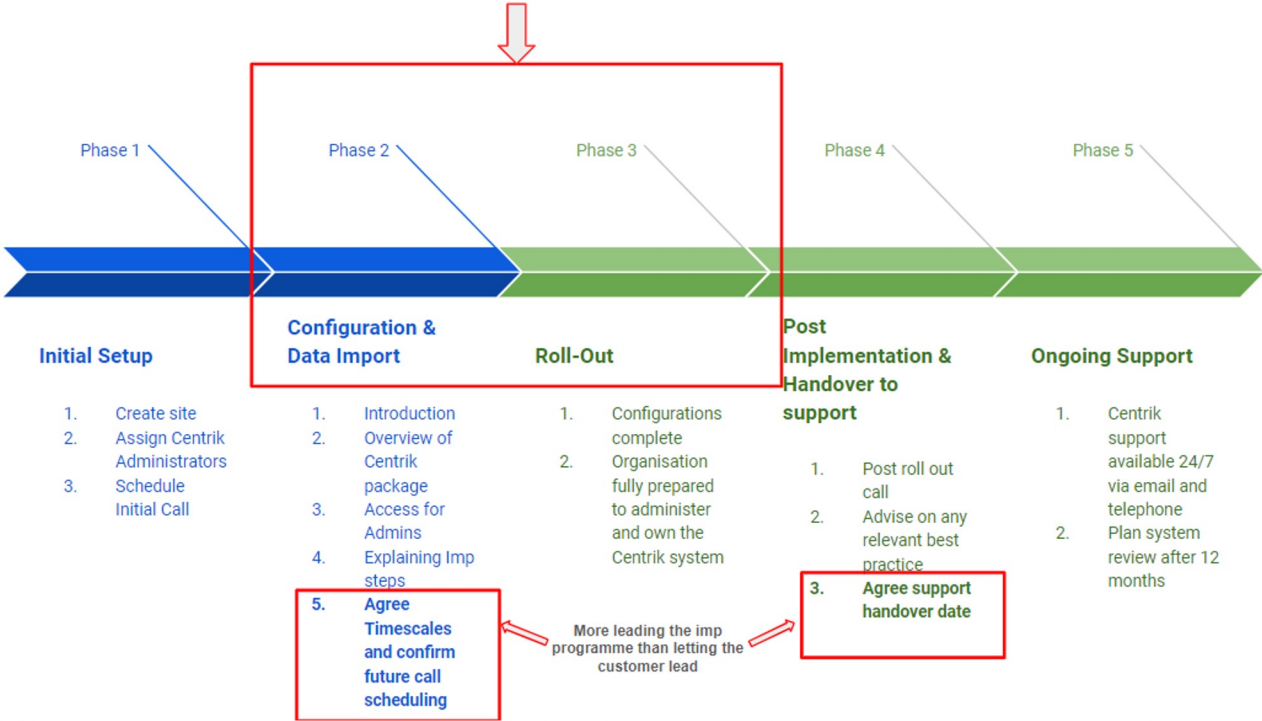 Phase 1
Phase 2
Phase 3
Phase 4
Phase 5
Initial Setup
1. Create site
2. Assign Centrik
Administrators
3. Schedule
Initial Call
Configuration &
Data Import
1. Introduction
2. Overview of
Centrik
package
3. Access for
Admins
4. Explaining Imp
steps
5. Agree
Timescales
and confirm
future call
scheduling
Roll-Out
1. Configurations
complete
2. Organisation
fully prepared
to administer
and own the
Centrik system
Post
Implementation &
Handover to
support
1. Post roll out
call
2. Advise on any
relevant best
practice
3. Agree support
handover date
Ongoing Support
1. Centrik
support
available 24/7
via email and
telephone
2. Plan system
review after 12
months
More leading the imp
programme than letting the
customer lead